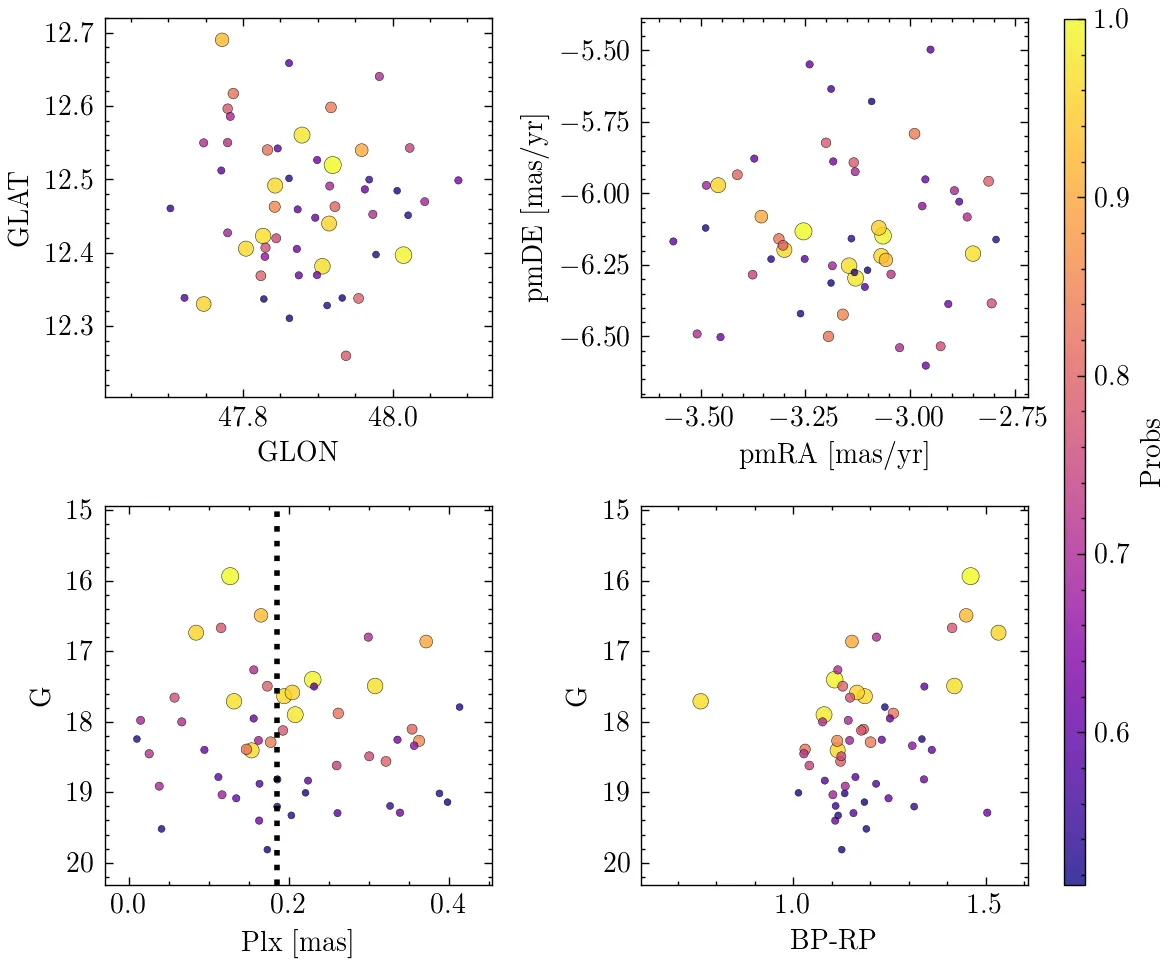 12.7
12.6
12.5
12.4
12.3
GLAT
47.8 48.0
GLON
−5.50
−5.75
−6.00
−6.25
−6.50
pmDE [mas/yr]
−3.50 −3.25 −3.00 −2.75
pmRA [mas/yr]
15
16
17
18
19
20
G
0.0 0.2 0.4
Plx [mas]
15
16
17
18
19
20
G
1.0 1.5
BP-RP
1.0
0.9
0.8
0.7
0.6
Probs